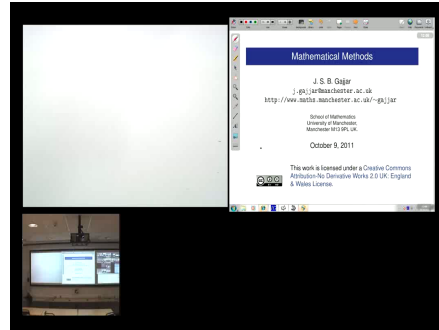 Mathematical Methods
J. S. B. Gajjar
j.gajjar@manchester.ac.uk
http://www.maths.manchester.ac.uk/~gajjar
School of Mathematics
University of Manchester,
Manchester M13 9PL UK.
October 9, 2011
This work is licensed under a Creative Commons
Attribution-No Derivative Works 2.0 UK: England
& Wales License.